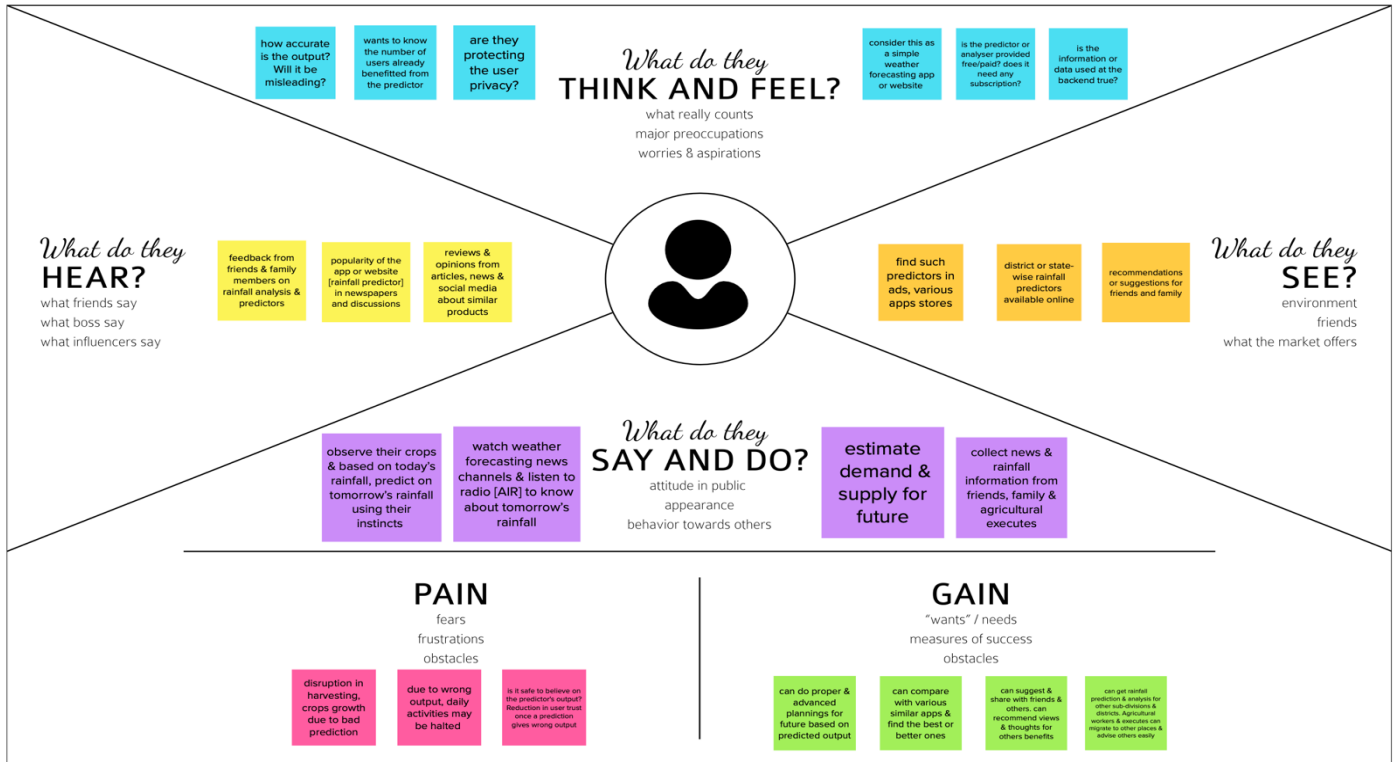 how accurate
is the output?
Will it be
misleading?
wants to know
the number of
users already
benefitted from
the predictor
are they
protecting
the user
privacy?
What do they
THINK AND FEEL?
what really counts
major preoccupations
worries & aspirations
consider this as
a simple
weather
forecasting app
or website
is the predictor or
analyser provided
free/paid? does it
need any
subscription?
is the
information or
data used at the
backend true?
What do they
HEAR?
what friends say
what boss say
what influencers say
feedback from
friends & family
members on
rainfall analysis &
predictors
popularity of the
app or website
[rainfall predictor]
in newspapers
and discussions
reviews &
opinions from
articles, news &
social media
about similar
products
find such
predictors in
ads, various
apps stores
district or state-
wise rainfall
predictors
available online
recommendations
or suggestions for
friends and family
What do they
SEE?
environment
friends
what the market offers
observe their crops
& based on today's
rainfall, predict on
tomorrow's rainfall
using their
instincts
watch weather
forecasting news
channels & listen to
radio [AIR] to know
about tomorrow's
rainfall
What do they
SAY AND DO?
attitude in public
appearance
behavior towards others
estimate
demand &
supply for
future
collect news &
rainfall
information from
friends, family &
agricultural
executes
PAIN
fears
frustrations
obstacles
disruption in
harvesting,
crops growth
due to bad
prediction
due to wrong
output, daily
activities may
be halted
is it safe to believe on
the predictor's output?
Reduction in user trust
once a prediction
gives wrong output
GAIN
"wants" / needs
measures of success
obstacles
can do proper &
advanced
plannings for
future based on
predicted output
can compare
with various
similar apps &
find the best or
better ones
can suggest &
share with friends &
others. can
recommend views
& thoughts for
others benefits
can get rainfall
prediction & analysis for
other sub-divisions &
districts. Agricultural
workers & executes can
migrate to other places &
advise others easily